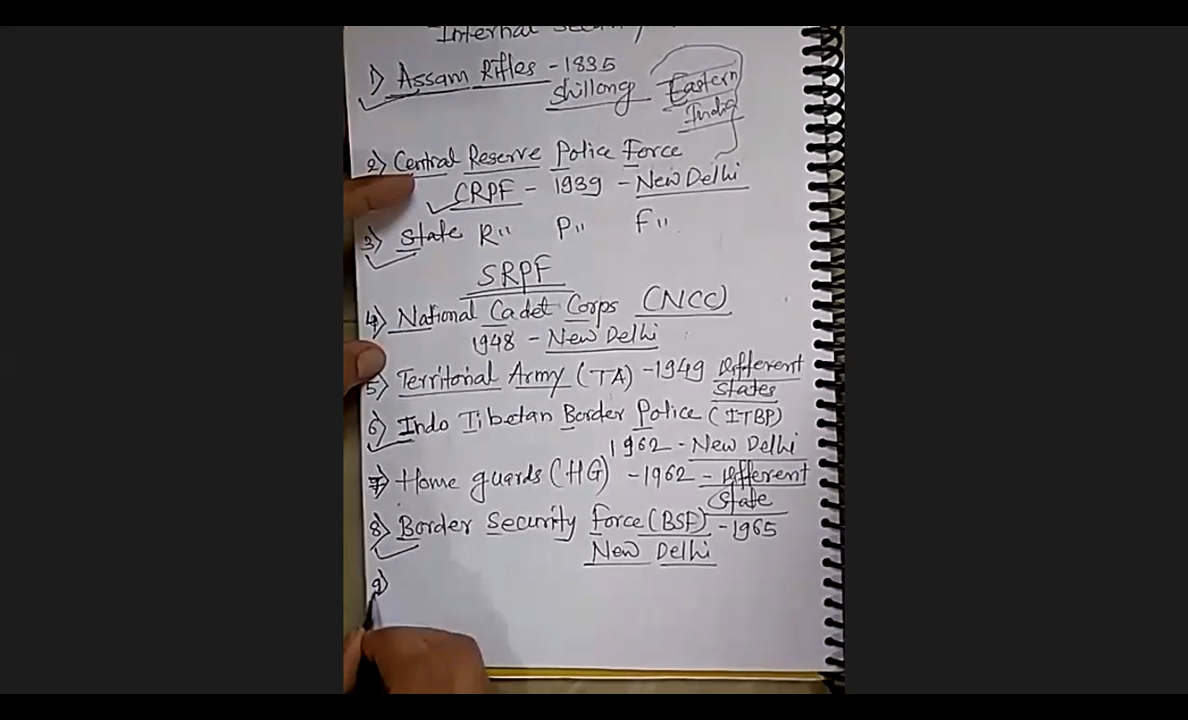 Internal Security
1) Assam Rifles - 1835
Shillong Eastern
India
2) Central Reserve Police Force
CRPF - 1939 - New Delhi
3) State R" P" F"
SRPF
4) National Cadet Corps (NCC)
1948 - New Delhi
5) Territorial Army (TA) - 1949 Different
States
6) Indo Tibetan Border Police (ITBP)
1962 - New Delhi
7) Home guards (HG) - 1962 - Different
State
8) Border Security Force (BSF) - 1965
New Delhi
9)